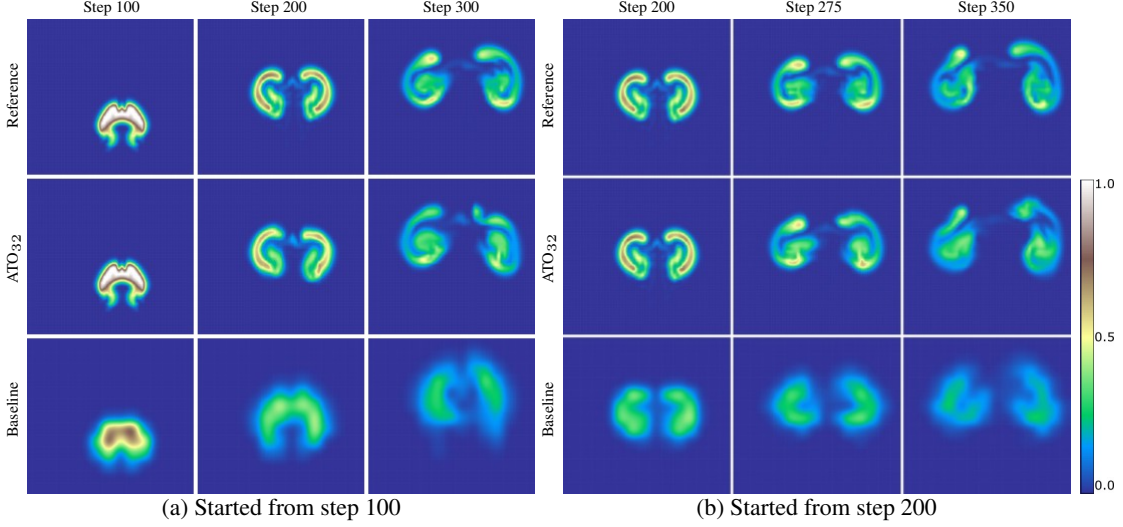 Step 100 Step 200 Step 300 Step 200 Step 275 Step 350
Reference
Reference
ATO32
ATO32
1.0
0.5
Baseline
Baseline
0.0
(a) Started from step 100
(b) Started from step 200